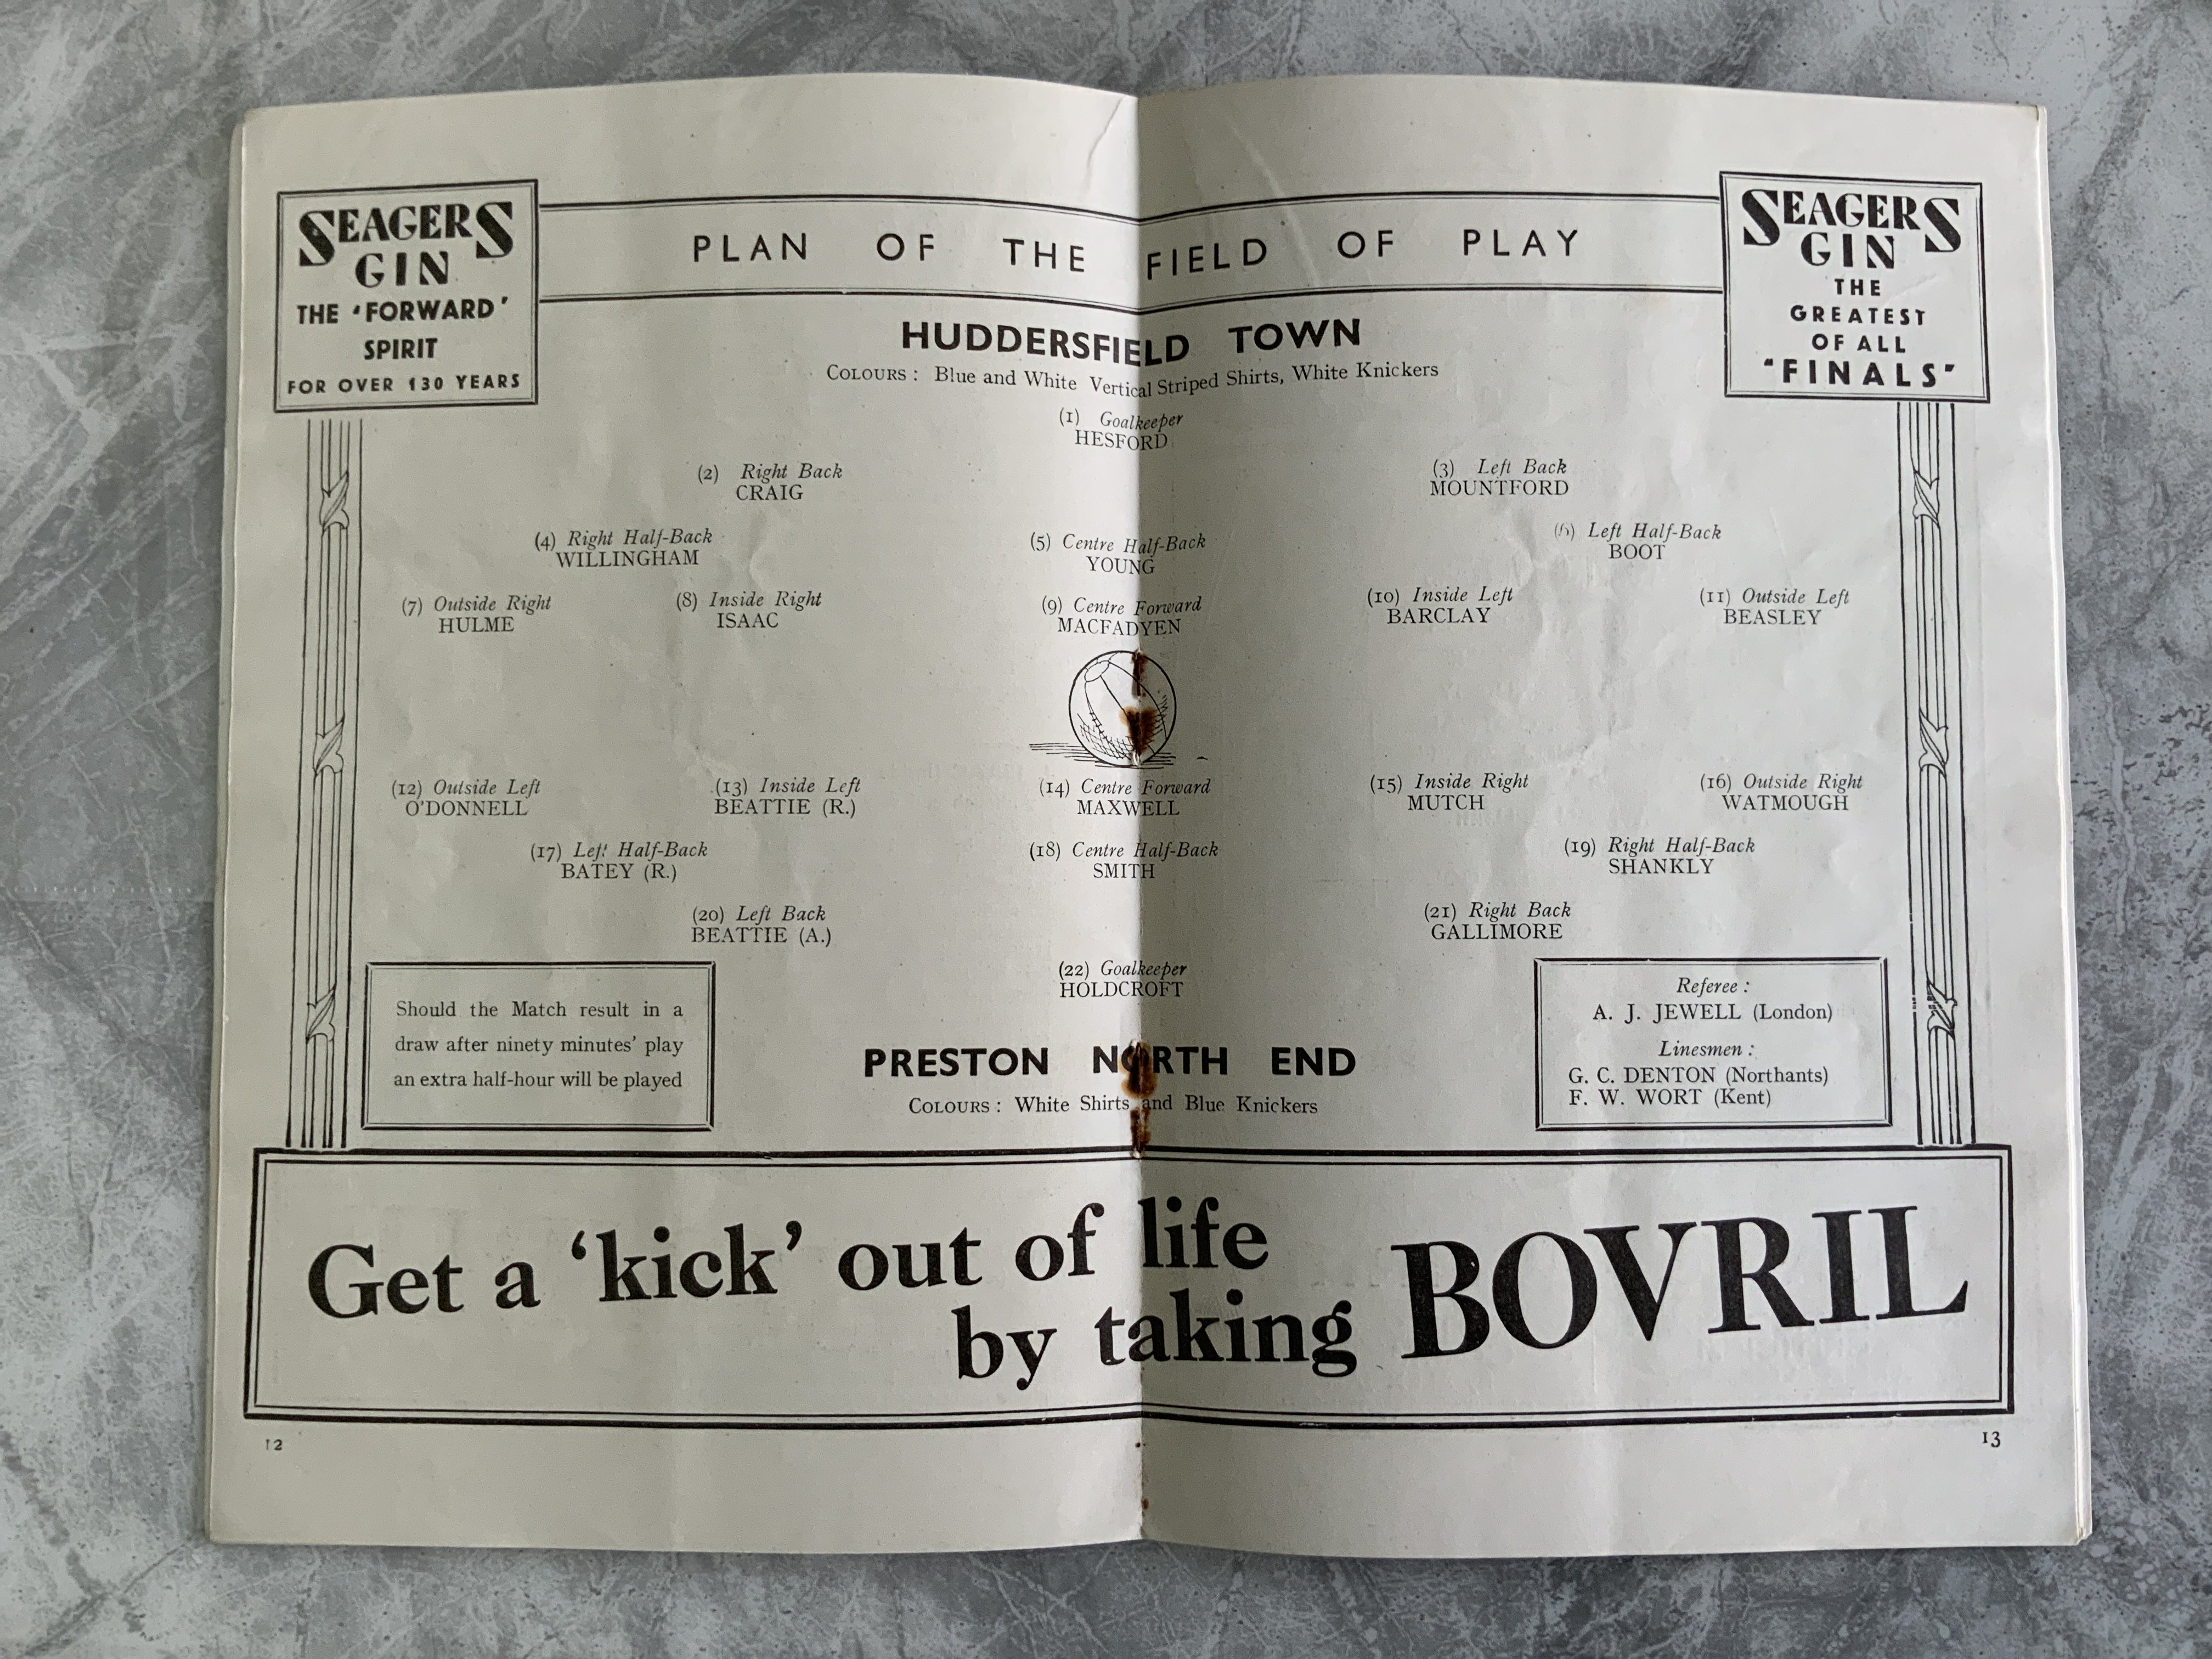 SEAGERS
GIN
THE 'FORWARD'
SPIRIT
FOR OVER 130 YEARS
PLAN OF THE FIELD OF PLAY
SEAGERS
GIN
THE
GREATEST
OF ALL
"FINALS"
HUDDERSFIELD TOWN
COLOURS : Blue and White Vertical Striped Shirts, White Knickers
(1) Goalkeeper
HESFORD
(2) Right Back
CRAIG
(3) Left Back
MOUNTFORD
(4) Right Half-Back
WILLINGHAM
(5) Centre Half-Back
YOUNG
(6) Left Half-Back
BOOT
(7) Outside Right
HULME
(8) Inside Right
ISAAC
(9) Centre Forward
MACFADYEN
(10) Inside Left
BARCLAY
(11) Outside Left
BEASLEY
(12) Outside Left
O'DONNELL
(13) Inside Left
BEATTIE (R.)
(14) Centre Forward
MAXWELL
(15) Inside Right
MUTCH
(16) Outside Right
WATMOUGH
(17) Left Half-Back
BATEY (R.)
(18) Centre Half-Back
SMITH
(19) Right Half-Back
SHANKLY
(20) Left Back
BEATTIE (A.)
(21) Right Back
GALLIMORE
(22) Goalkeeper
HOLDCROFT
Should the Match result in a
draw after ninety minutes' play
an extra half-hour will be played
PRESTON NORTH END
COLOURS : White Shirts and Blue Knickers
Referee :
A. J. JEWELL (London)
Linesmen :
G. C. DENTON (Northants)
F. W. WORT (Kent)
Get a 'kick' out of life
by taking BOVRIL
12
13